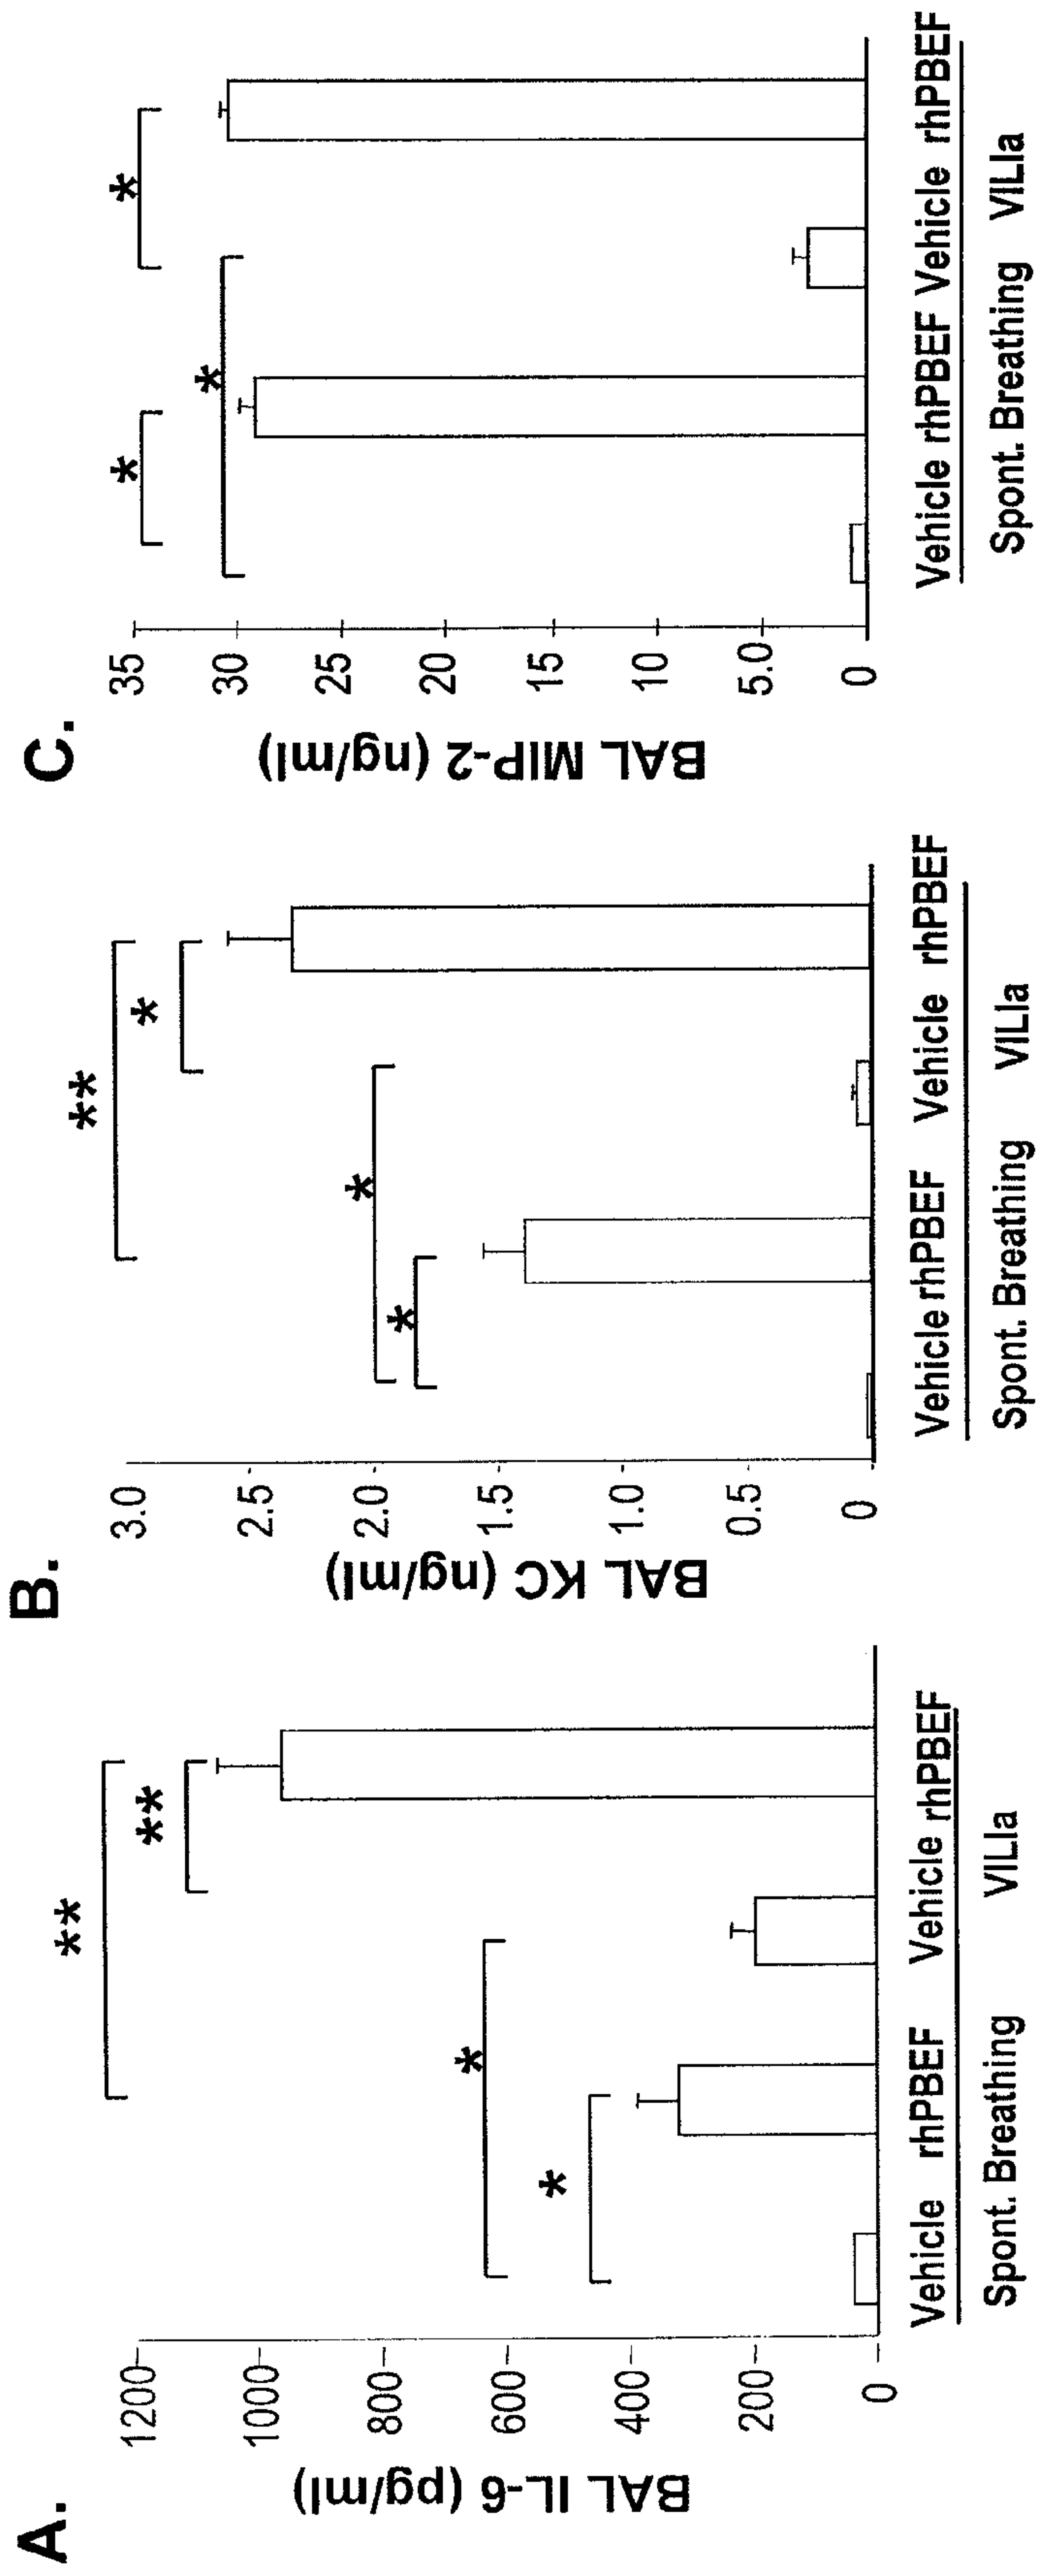 A.
BAL IL-6 (pg/ml)
1200
1000
800
600
400
200
0
**
**
*
*
Vehicle rhPBEF Vehicle rhPBEF
Spont. Breathing VILIa
B.
BAL KC (ng/ml)
3.0
2.5
2.0
1.5
1.0
0.5
0
**
*
*
*
Vehicle rhPBEF Vehicle rhPBEF
Spont. Breathing VILIa
C.
BAL MIP-2 (ng/ml)
35
30
25
20
15
10
5.0
0
*
*
*
Vehicle rhPBEF Vehicle rhPBEF
Spont. Breathing VILIa